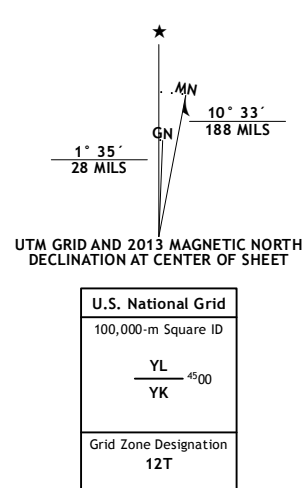 ★
MN
GN
10° 33´
188 MILS
1° 35´
28 MILS
UTM GRID AND 2013 MAGNETIC NORTH
DECLINATION AT CENTER OF SHEET
U.S. National Grid
100,000-m Square ID
YL
4500
YK
Grid Zone Designation
12T